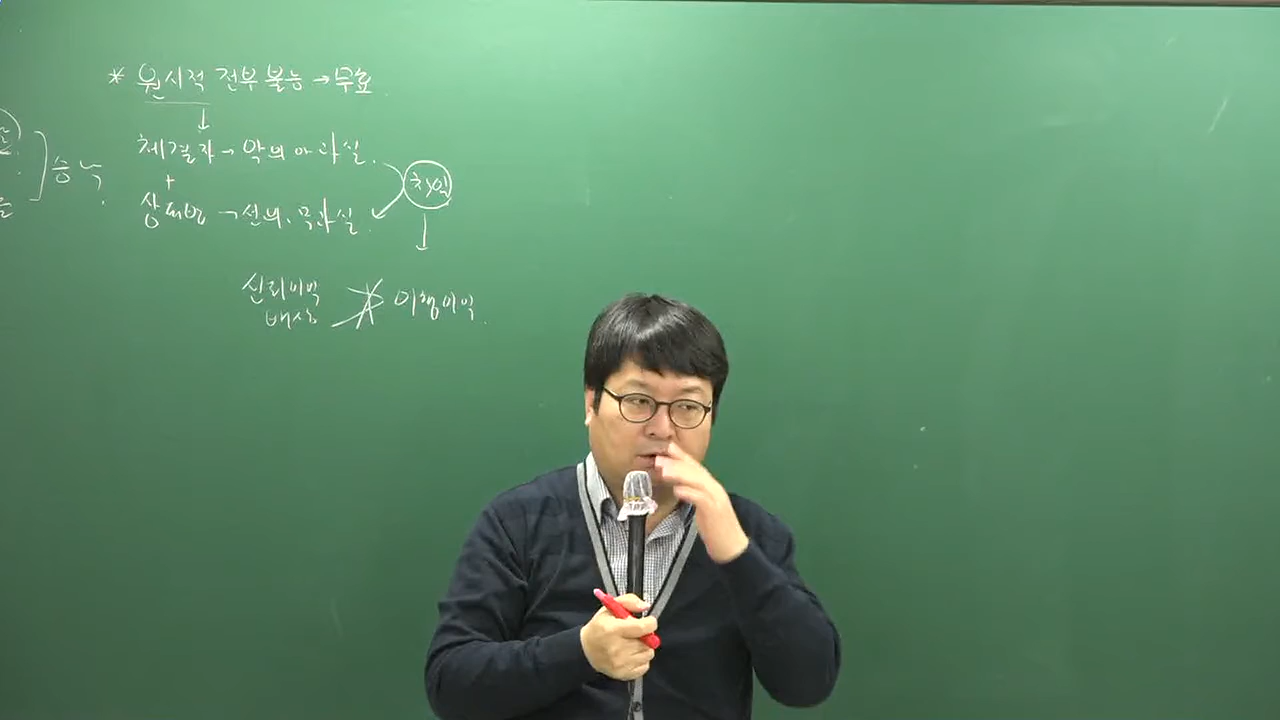 * 원시적 전부 불능 → 무효
체결자 → 악의 or 과실.
+
상대방 → 선의. 무과실.
신뢰이익
배상
이행이익.
승낙.